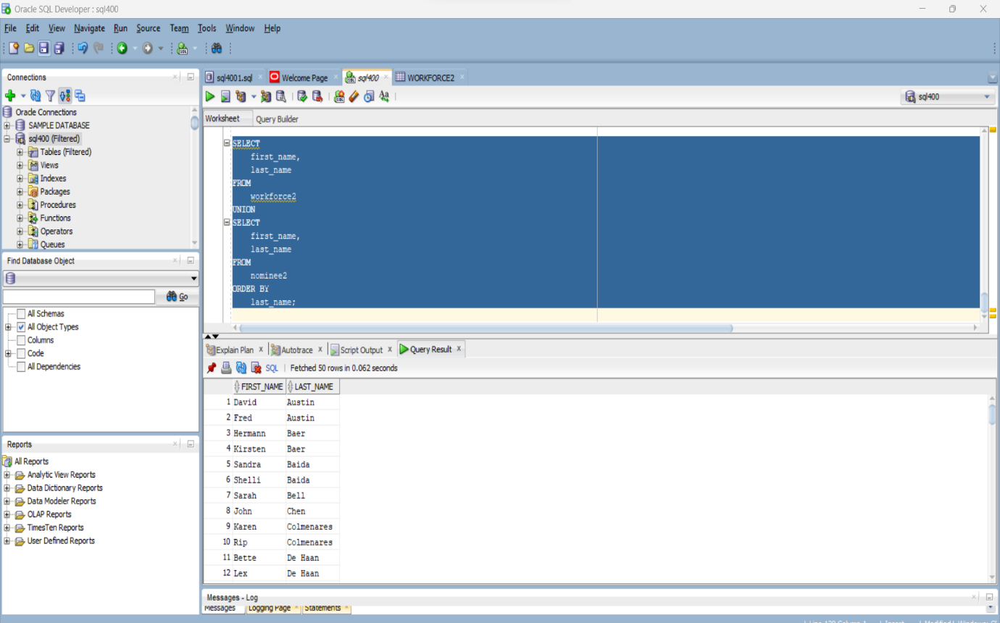 Oracle SQL Developer : sql400
File Edit View Navigate Run Source Team Tools Window Help
Connections
Oracle Connections
SAMPLE DATABASE
sql400 (Filtered)
Tables (Filtered)
Views
Indexes
Packages
Procedures
Functions
Operators
Queues
Find Database Object
Go
All Schemas
All Object Types
Columns
Code
All Dependencies
Reports
All Reports
Analytic View Reports
Data Dictionary Reports
Data Modeler Reports
OLAP Reports
TimesTen Reports
User Defined Reports
sql4001.sql Welcome Page sql400 WORKFORCE2
sql400
Worksheet Query Builder
SELECT
first_name,
last_name
FROM
workforce2
UNION
SELECT
first_name,
last_name
FROM
nominee2
ORDER BY
last_name;
Explain Plan Autotrace Script Output Query Result
SQL | Fetched 50 rows in 0.062 seconds
FIRST_NAME LAST_NAME
1 David Austin
2 Fred Austin
3 Hermann Baer
4 Kirsten Baer
5 Sandra Baida
6 Shelli Baida
7 Sarah Bell
8 John Chen
9 Karen Colmenares
10 Rip Colmenares
11 Bette De Haan
12 Lex De Haan
Messages - Log
Messages Logging Page Statements